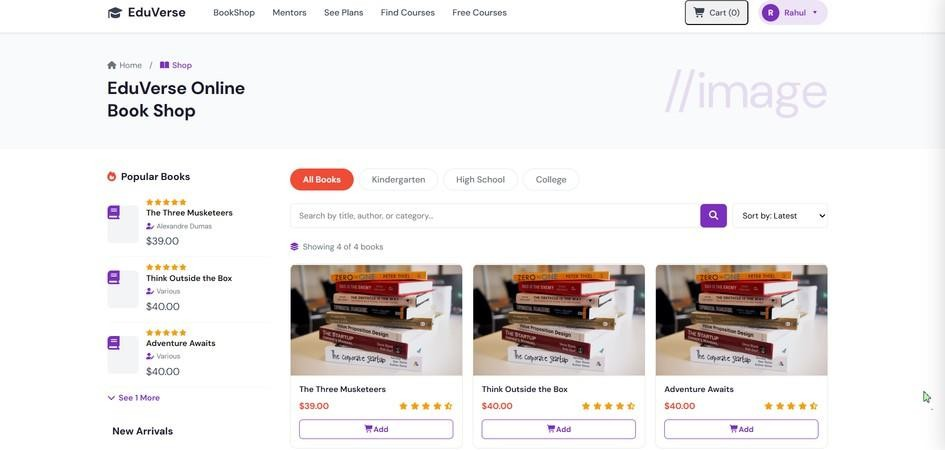 EduVerse
BookShop Mentors See Plans Find Courses Free Courses
Cart (0)
R Rahul
Home / Shop
EduVerse Online
Book Shop
//image
Popular Books
The Three Musketeers
Alexandre Dumas
$39.00
Think Outside the Box
Various
$40.00
Adventure Awaits
Various
$40.00
See 1 More
New Arrivals
All Books Kindergarten High School College
Search by title, author, or category...
Sort by: Latest
Showing 4 of 4 books
ZERO to ONE PETER THIEL
Value Proposition Design
THE STARTUP
The Corporate Startup
The Three Musketeers
$39.00
Add
ZERO to ONE PETER THIEL
Value Proposition Design
THE STARTUP
The Corporate Startup
Think Outside the Box
$40.00
Add
ZERO to ONE PETER THIEL
Value Proposition Design
THE STARTUP
The Corporate Startup
Adventure Awaits
$40.00
Add